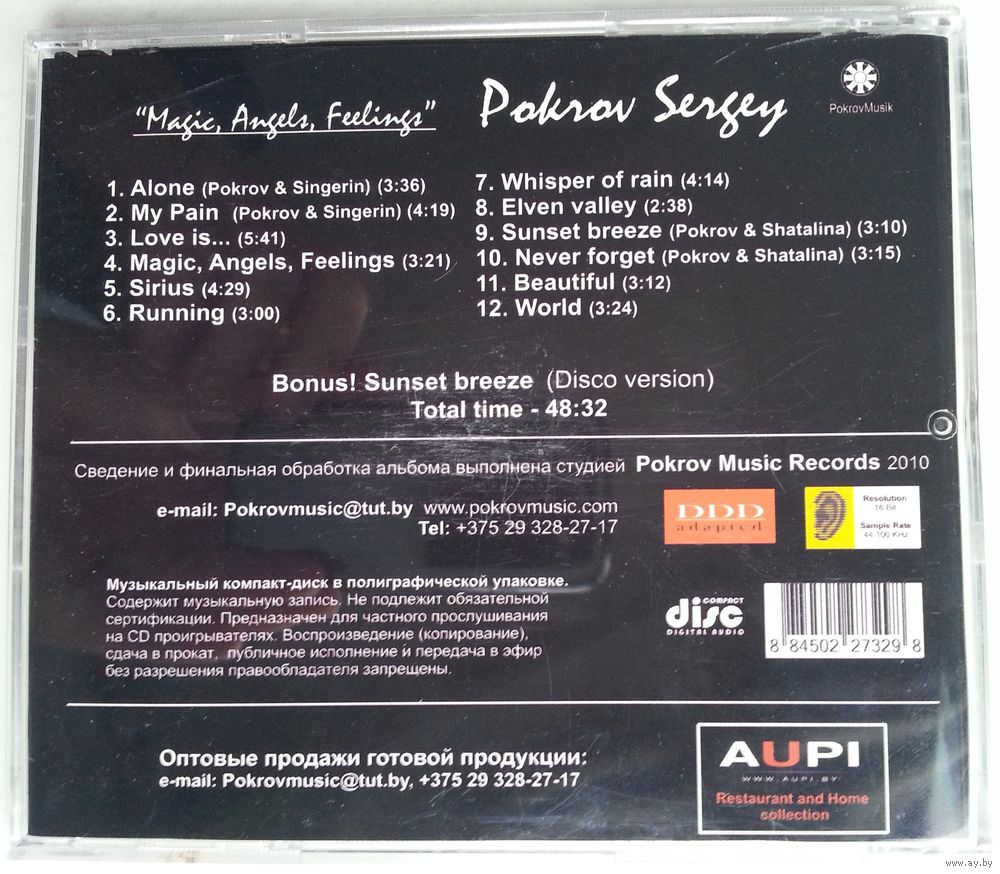 "Magic, Angels, Feelings" Pokrov Sergey
PokrovMusik
1. Alone (Pokrov & Singerin) (3:36)
2. My Pain (Pokrov & Singerin) (4:19)
3. Love is... (5:41)
4. Magic, Angels, Feelings (3:21)
5. Sirius (4:29)
6. Running (3:00)
7. Whisper of rain (4:14)
8. Elven valley (2:38)
9. Sunset breeze (Pokrov & Shatalina) (3:10)
10. Never forget (Pokrov & Shatalina) (3:15)
11. Beautiful (3:12)
12. World (3:24)
Bonus! Sunset breeze (Disco version)
Total time - 48:32
Сведение и финальная обработка альбома выполнена студией Pokrov Music Records 2010
e-mail: Pokrovmusic@tut.by www.pokrovmusic.com
Tel: +375 29 328-27-17
DDD
adapted
Resolution
16 Bit
Sample Rate
44.100 KHz
Музыкальный компакт-диск в полиграфической упаковке.
Содержит музыкальную запись. Не подлежит обязательной
сертификации. Предназначен для частного прослушивания
на CD проигрывателях. Воспроизведение (копирование),
сдача в прокат, публичное исполнение и передача в эфир
без разрешения правообладателя запрещены.
COMPACT
disc
DIGITAL AUDIO
8 84502 27329 8
Оптовые продажи готовой продукции:
e-mail: Pokrovmusic@tut.by, +375 29 328-27-17
AUPI
WWW.AUPI.BY
Restaurant and Home
collection
www.ay.by